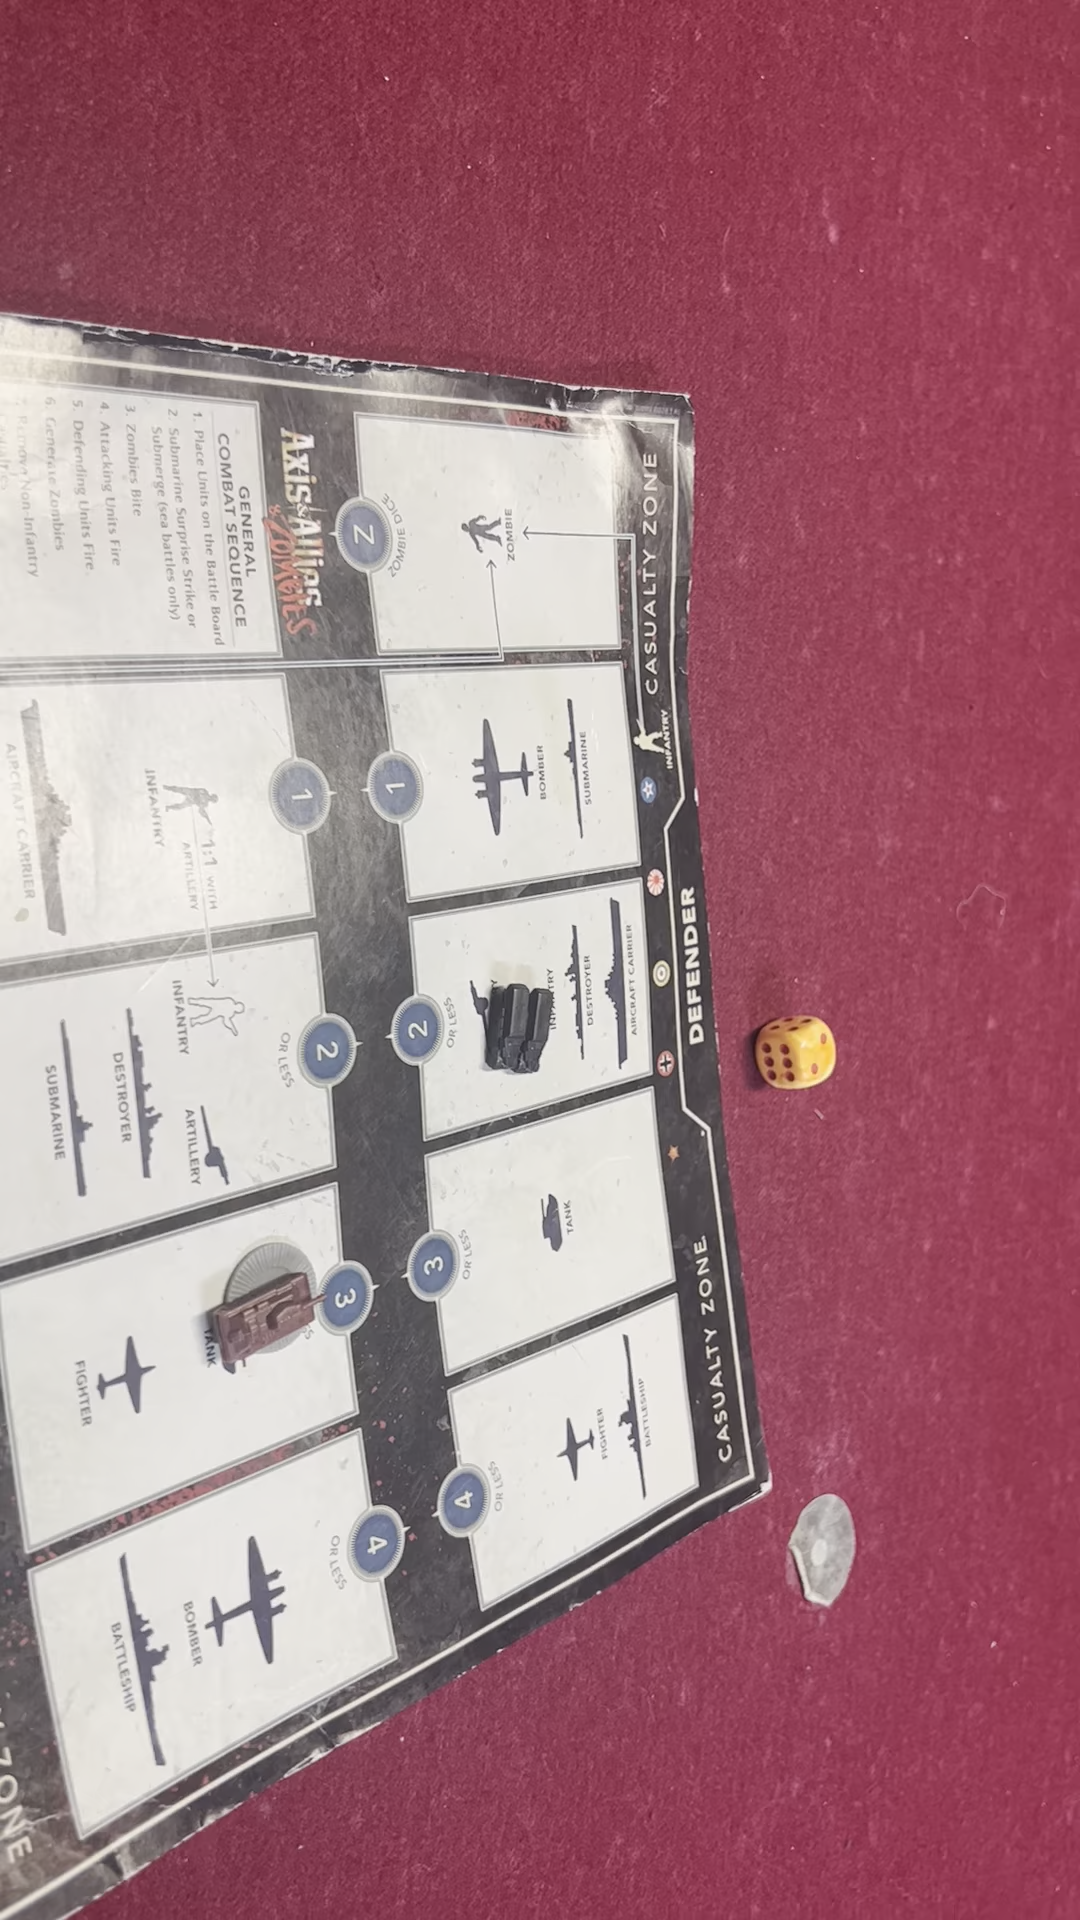 CASUALTY ZONE
INFANTRY
DEFENDER
CASUALTY ZONE
ZOMBIE
ZOMBIE DICE
Z
SUBMARINE
BOMBER
1
AIRCRAFT CARRIER
DESTROYER
OR LESS
2
TANK
OR LESS
3
BATTLESHIP
FIGHTER
OR LESS
4
Axis & Allies
& ZOMBIES
GENERAL
COMBAT SEQUENCE
1. Place Units on the Battle Board
2. Submarine Surprise Strike or
Submerge (sea battles only)
3. Zombies Bite
4. Attacking Units Fire
5. Defending Units Fire
6. Generate Zombies
7. Remove Non-Infantry
1
1:1 WITH
ARTILLERY
INFANTRY
AIRCRAFT CARRIER
2
OR LESS
INFANTRY
ARTILLERY
DESTROYER
SUBMARINE
3
TANK
FIGHTER
4
OR LESS
BOMBER
BATTLESHIP
ZONE